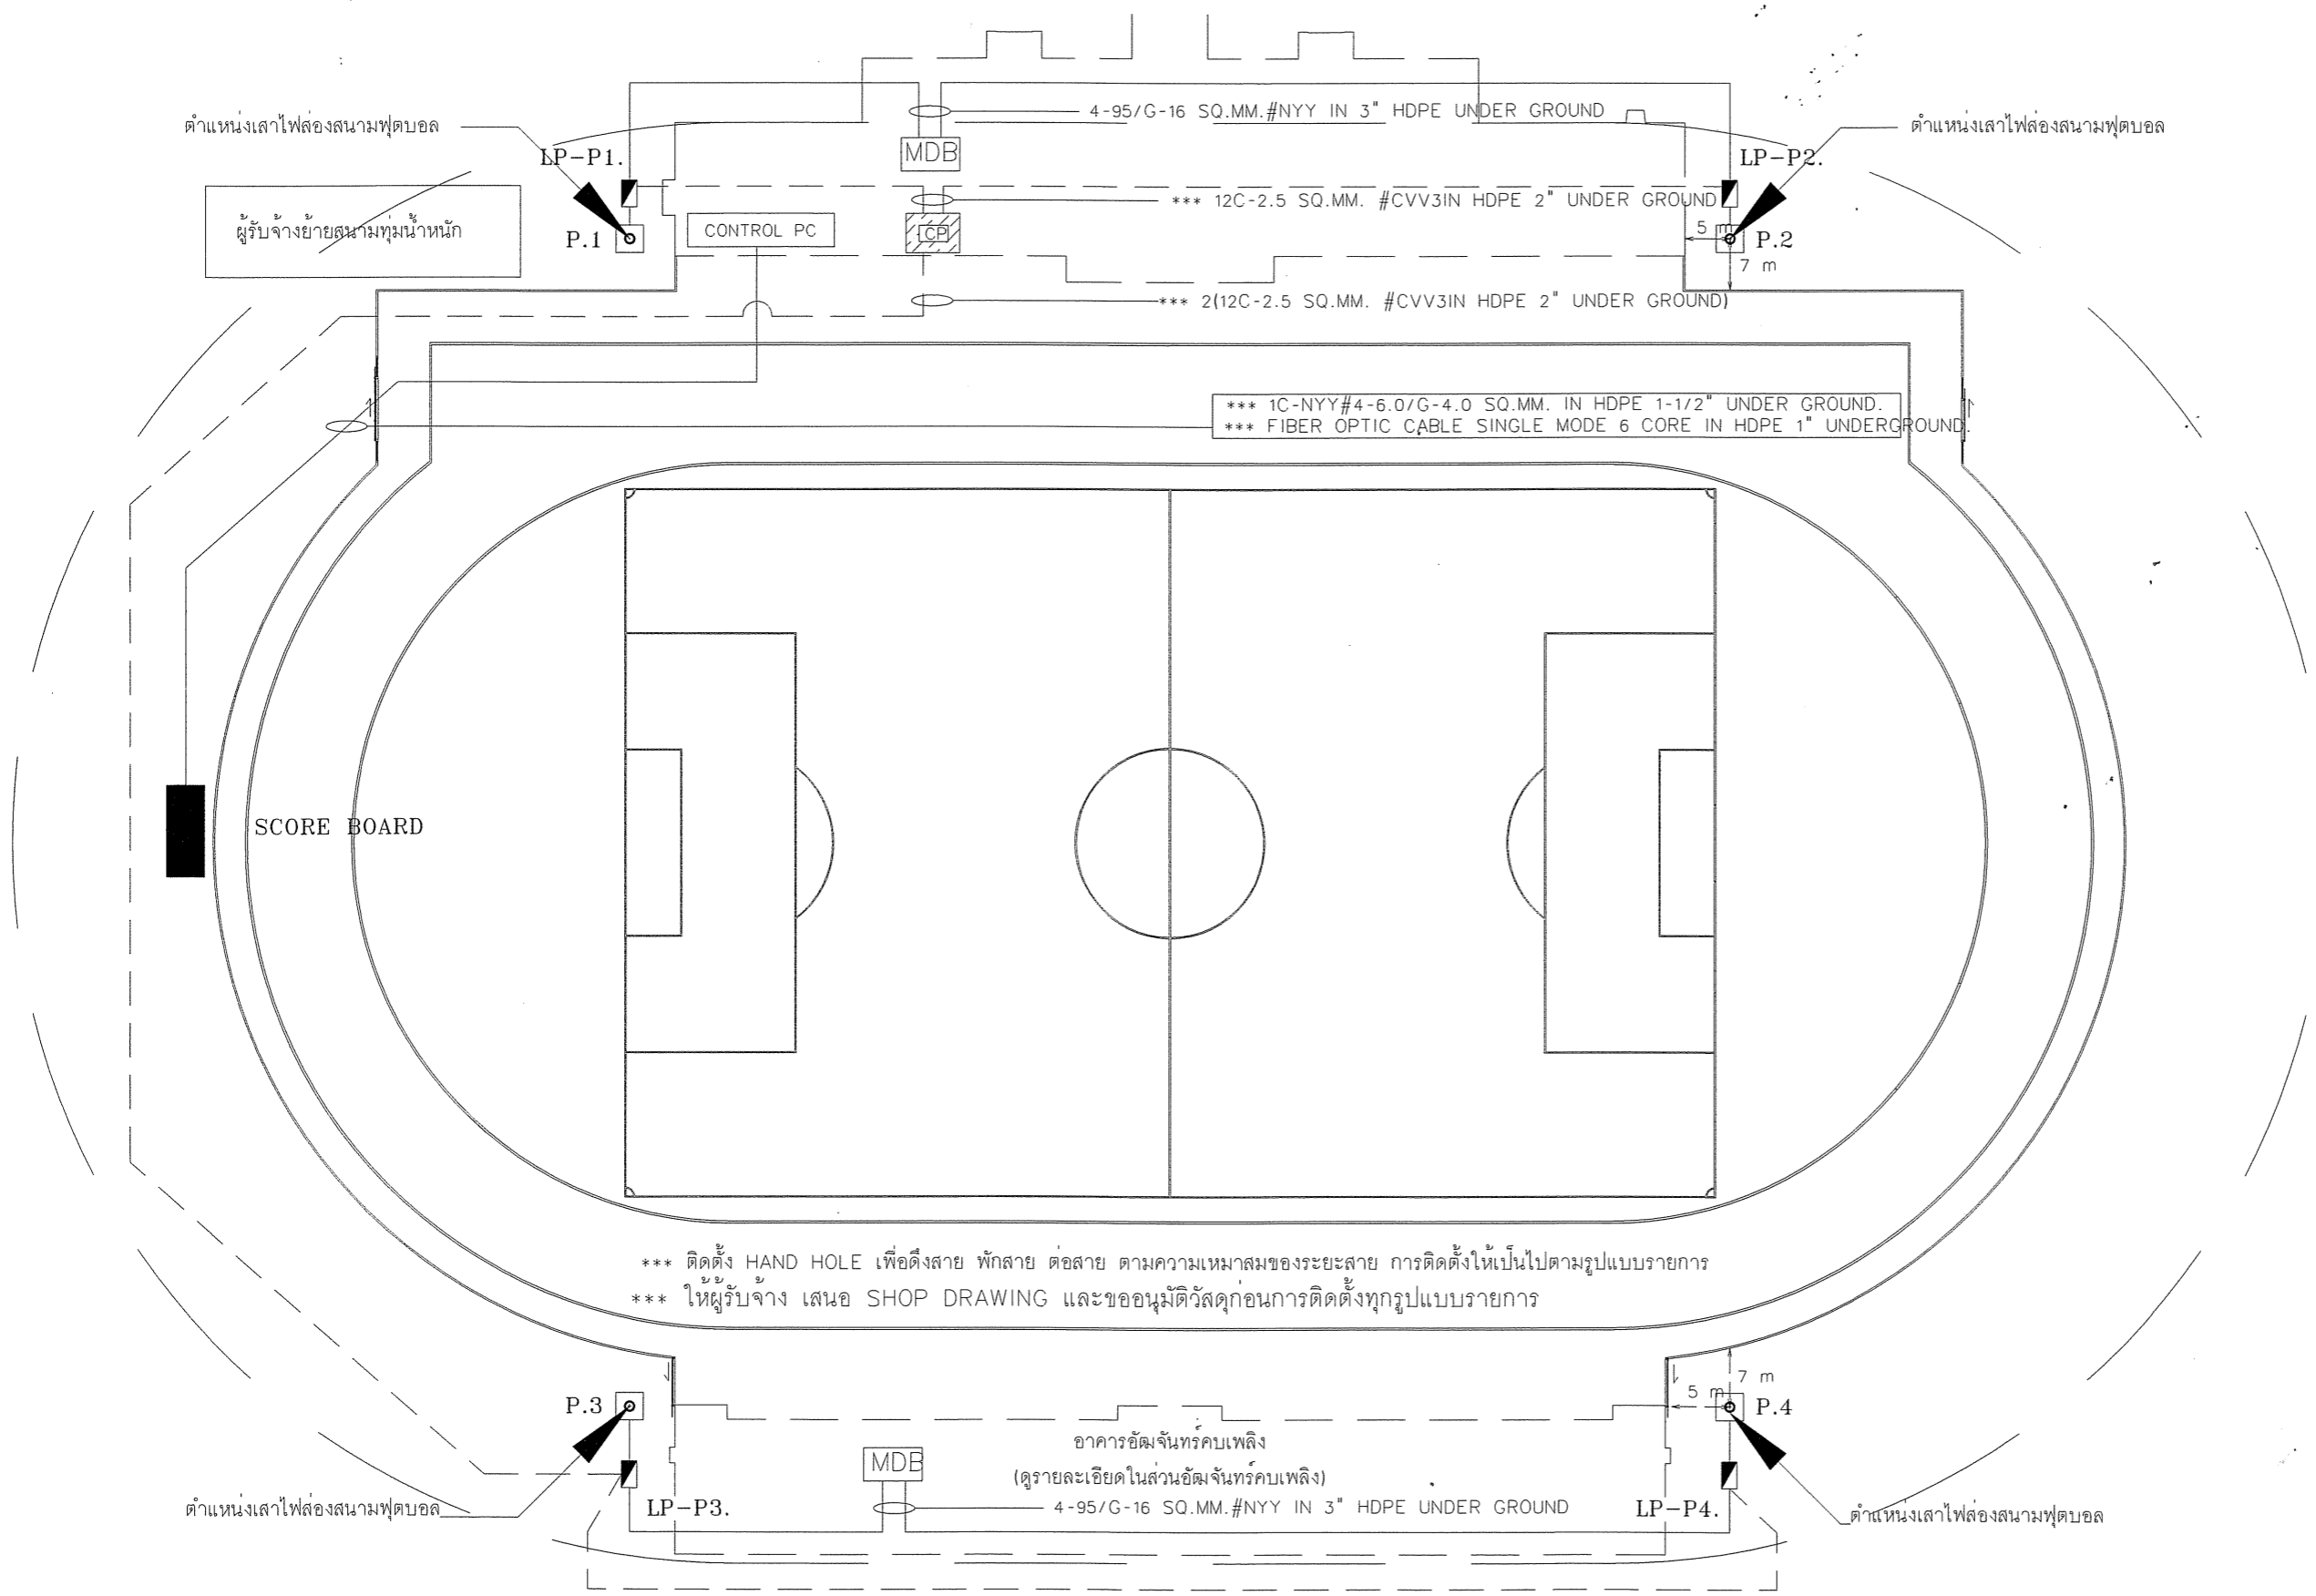 4-95/G-16 SQ.MM.#NYY IN 3" HDPE UNDER GROUND
ตำแหน่งเสาไฟส่องสนามฟุตบอล
ตำแหน่งเสาไฟส่องสนามฟุตบอล
LP-P1.
MDB
LP-P2.
*** 12C-2.5 SQ.MM. #CVV3IN HDPE 2" UNDER GROUND
ผู้รับจ้างย้ายสนามทุ่มน้ำหนัก
P.1
CONTROL PC
CP
5 m
P.2
7 m
*** 2(12C-2.5 SQ.MM. #CVV3IN HDPE 2" UNDER GROUND)
*** 1C-NYY#4-6.0/G-4.0 SQ.MM. IN HDPE 1-1/2" UNDER GROUND.
*** FIBER OPTIC CABLE SINGLE MODE 6 CORE IN HDPE 1" UNDERGROUND.
SCORE BOARD
*** ติดตั้ง HAND HOLE เพื่อดึงสาย พักสาย ต่อสาย ตามความเหมาสมของระยะสาย การติดตั้งให้เป็นไปตามรูปแบบรายการ
*** ให้ผู้รับจ้าง เสนอ SHOP DRAWING และขออนุมัติวัสดุก่อนการติดตั้งทุกรูปแบบรายการ
7 m
5 m
P.3
P.4
อาคารอัฒจันทร์คบเพลิง
MDB
(ดูรายละเอียดในส่วนอัฒจันทร์คบเพลิง)
ตำแหน่งเสาไฟส่องสนามฟุตบอล
LP-P3.
4-95/G-16 SQ.MM.#NYY IN 3" HDPE UNDER GROUND
LP-P4.
ตำแหน่งเสาไฟส่องสนามฟุตบอล